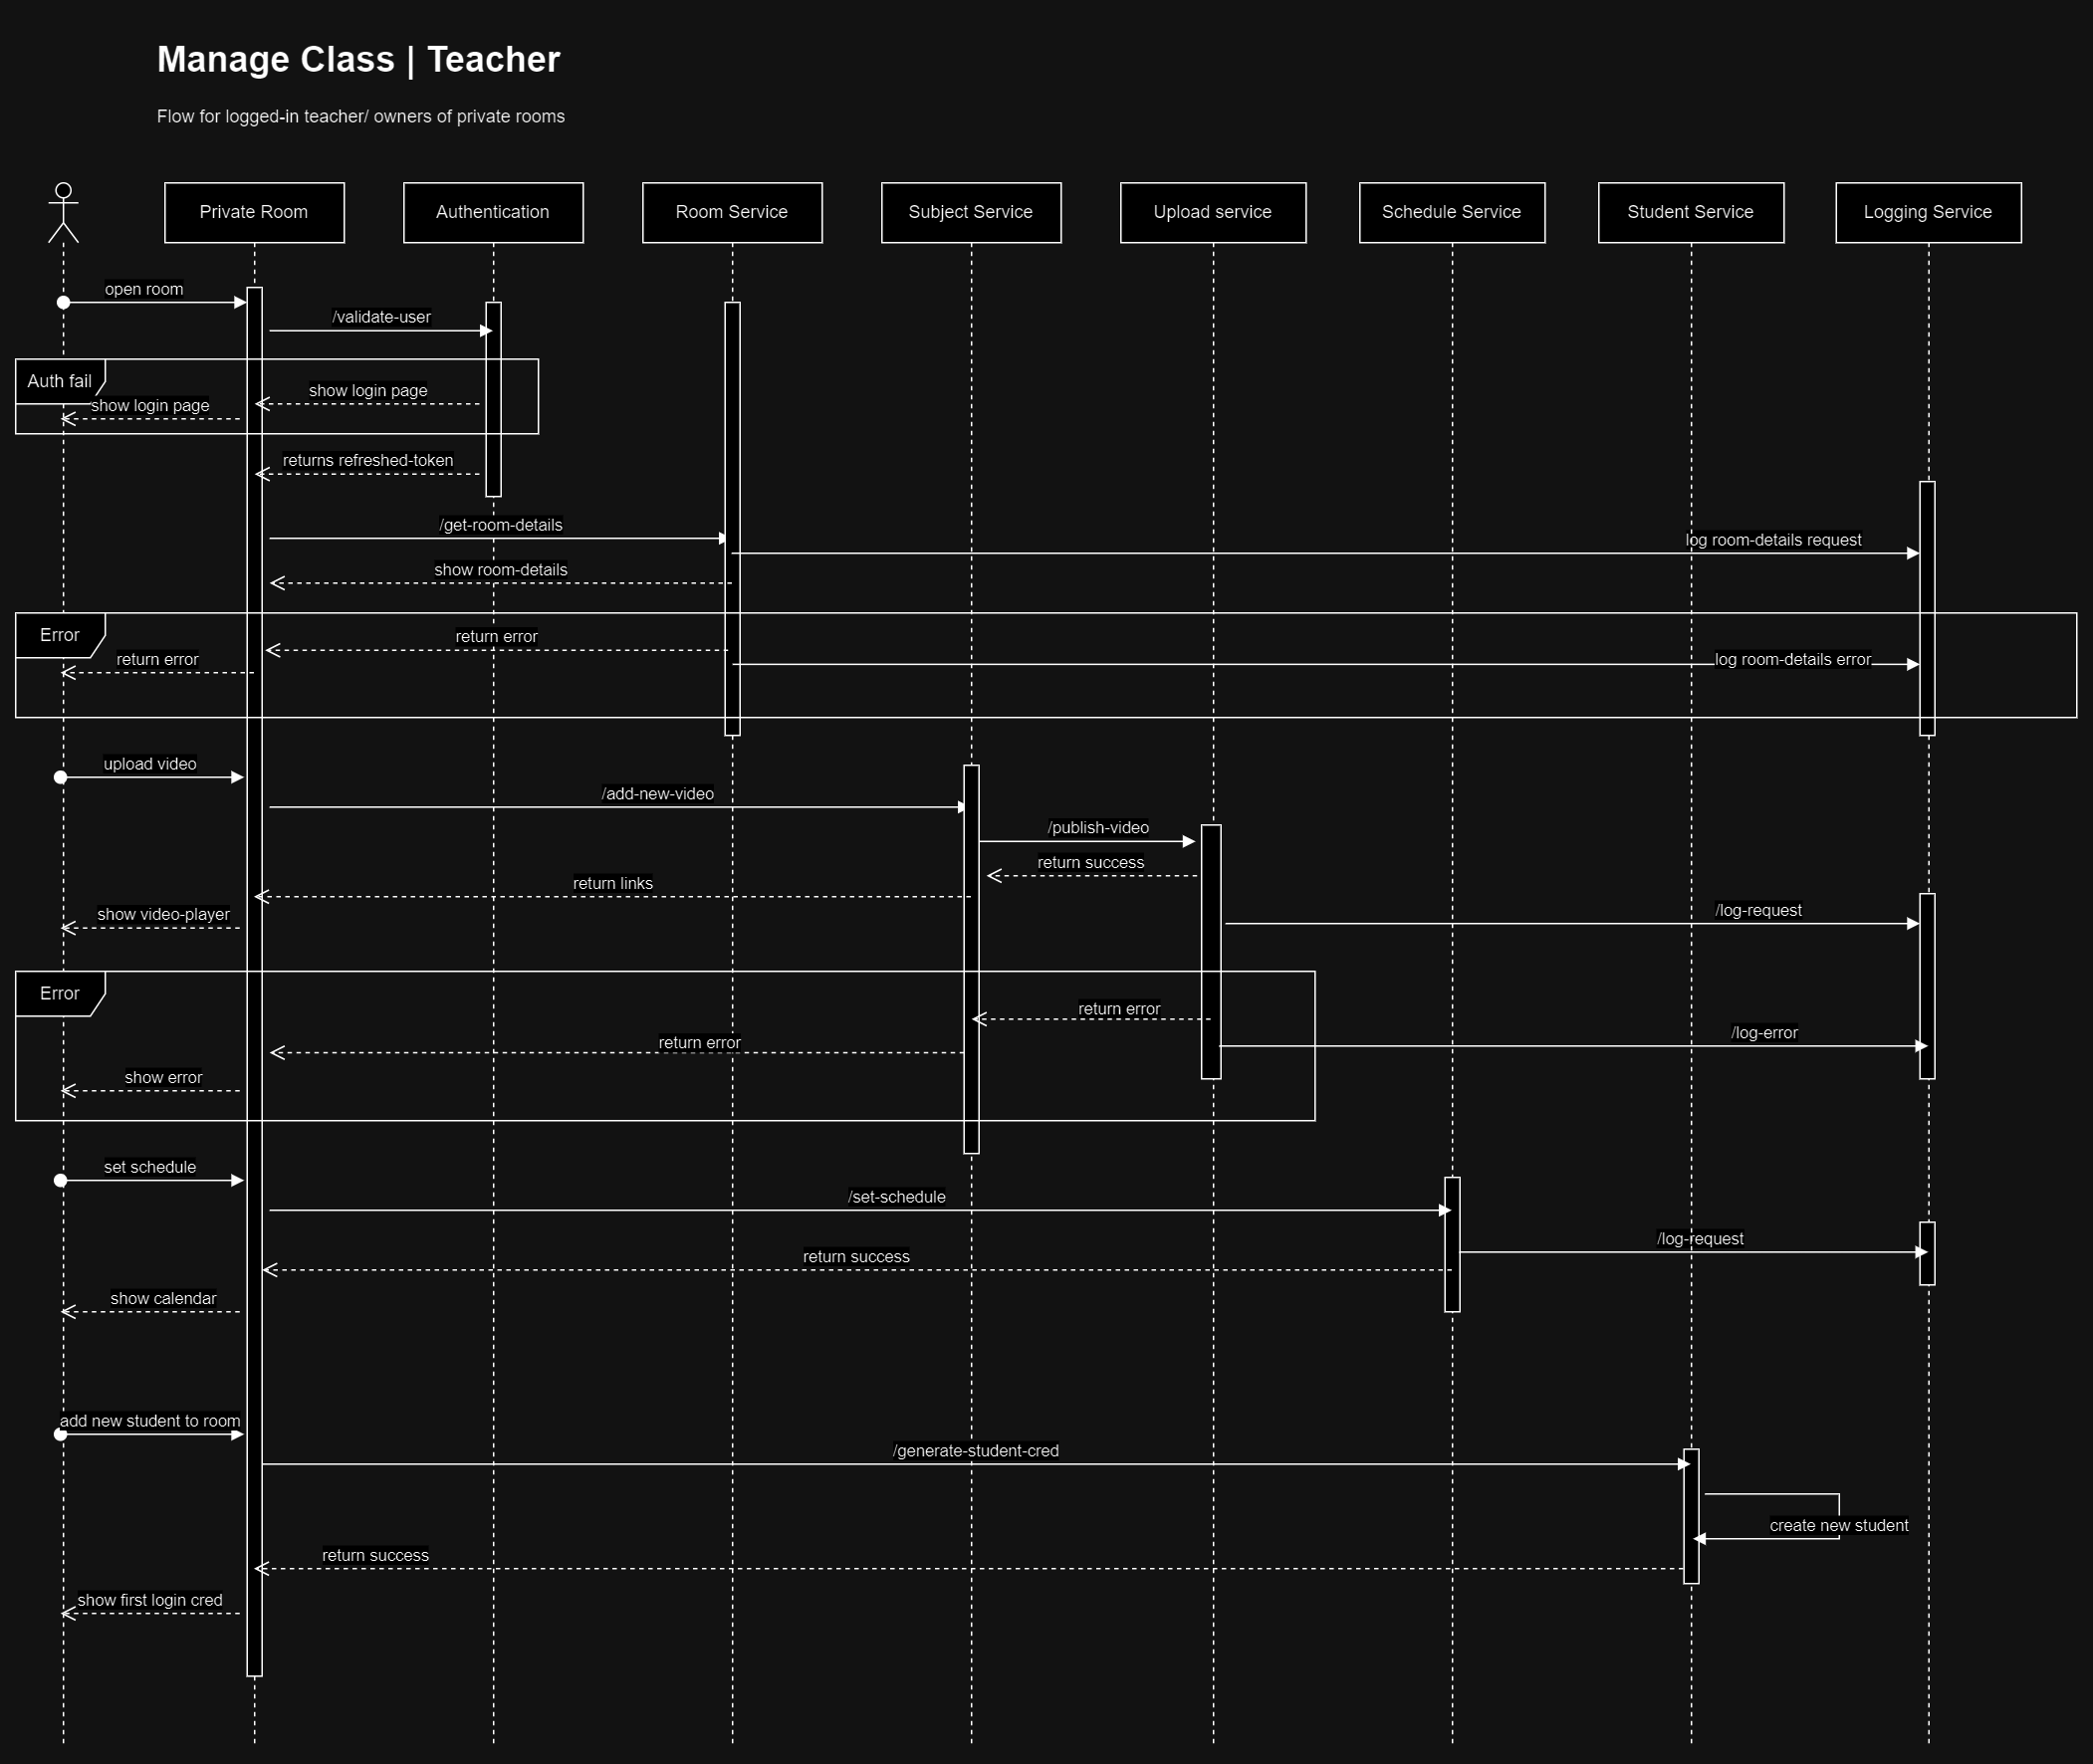 Manage Class | Teacher
Flow for logged-in teacher/ owners of private rooms
Private Room
Authentication
Room Service
Subject Service
Upload service
Schedule Service
Student Service
Logging Service
open room
/validate-user
Auth fail
show login page
show login page
returns refreshed-token
/get-room-details
log room-details request
show room-details
Error
return error
return error
log room-details error
upload video
/add-new-video
/publish-video
return success
return links
show video-player
/log-request
Error
return error
/log-error
return error
show error
set schedule
/set-schedule
/log-request
return success
show calendar
add new student to room
/generate-student-cred
create new student
return success
show first login cred